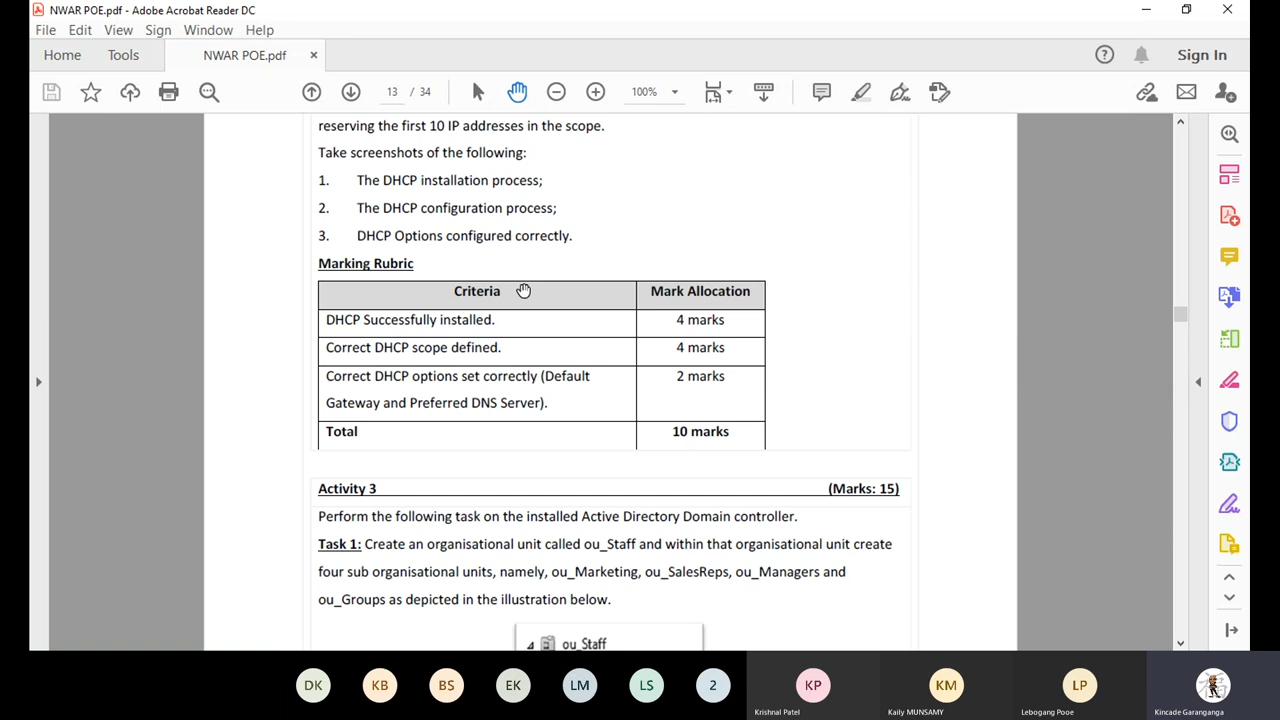 NWAR POE.pdf - Adobe Acrobat Reader DC
File Edit View Sign Window Help
Home Tools NWAR POE.pdf × Sign In
13 / 34 100%
reserving the first 10 IP addresses in the scope.
Take screenshots of the following:
1. The DHCP installation process;
2. The DHCP configuration process;
3. DHCP Options configured correctly.
Marking Rubric
Criteria Mark Allocation
DHCP Successfully installed. 4 marks
Correct DHCP scope defined. 4 marks
Correct DHCP options set correctly (Default 2 marks
Gateway and Preferred DNS Server).
Total 10 marks
Activity 3 (Marks: 15)
Perform the following task on the installed Active Directory Domain controller.
Task 1: Create an organisational unit called ou_Staff and within that organisational unit create
four sub organisational units, namely, ou_Marketing, ou_SalesReps, ou_Managers and
ou_Groups as depicted in the illustration below.
ou_Staff
DK KB BS EK LM LS 2 KP KM LP
Krishnal Patel Kaily MUNSAMY Lebogang Pooe Kincade Garanganga